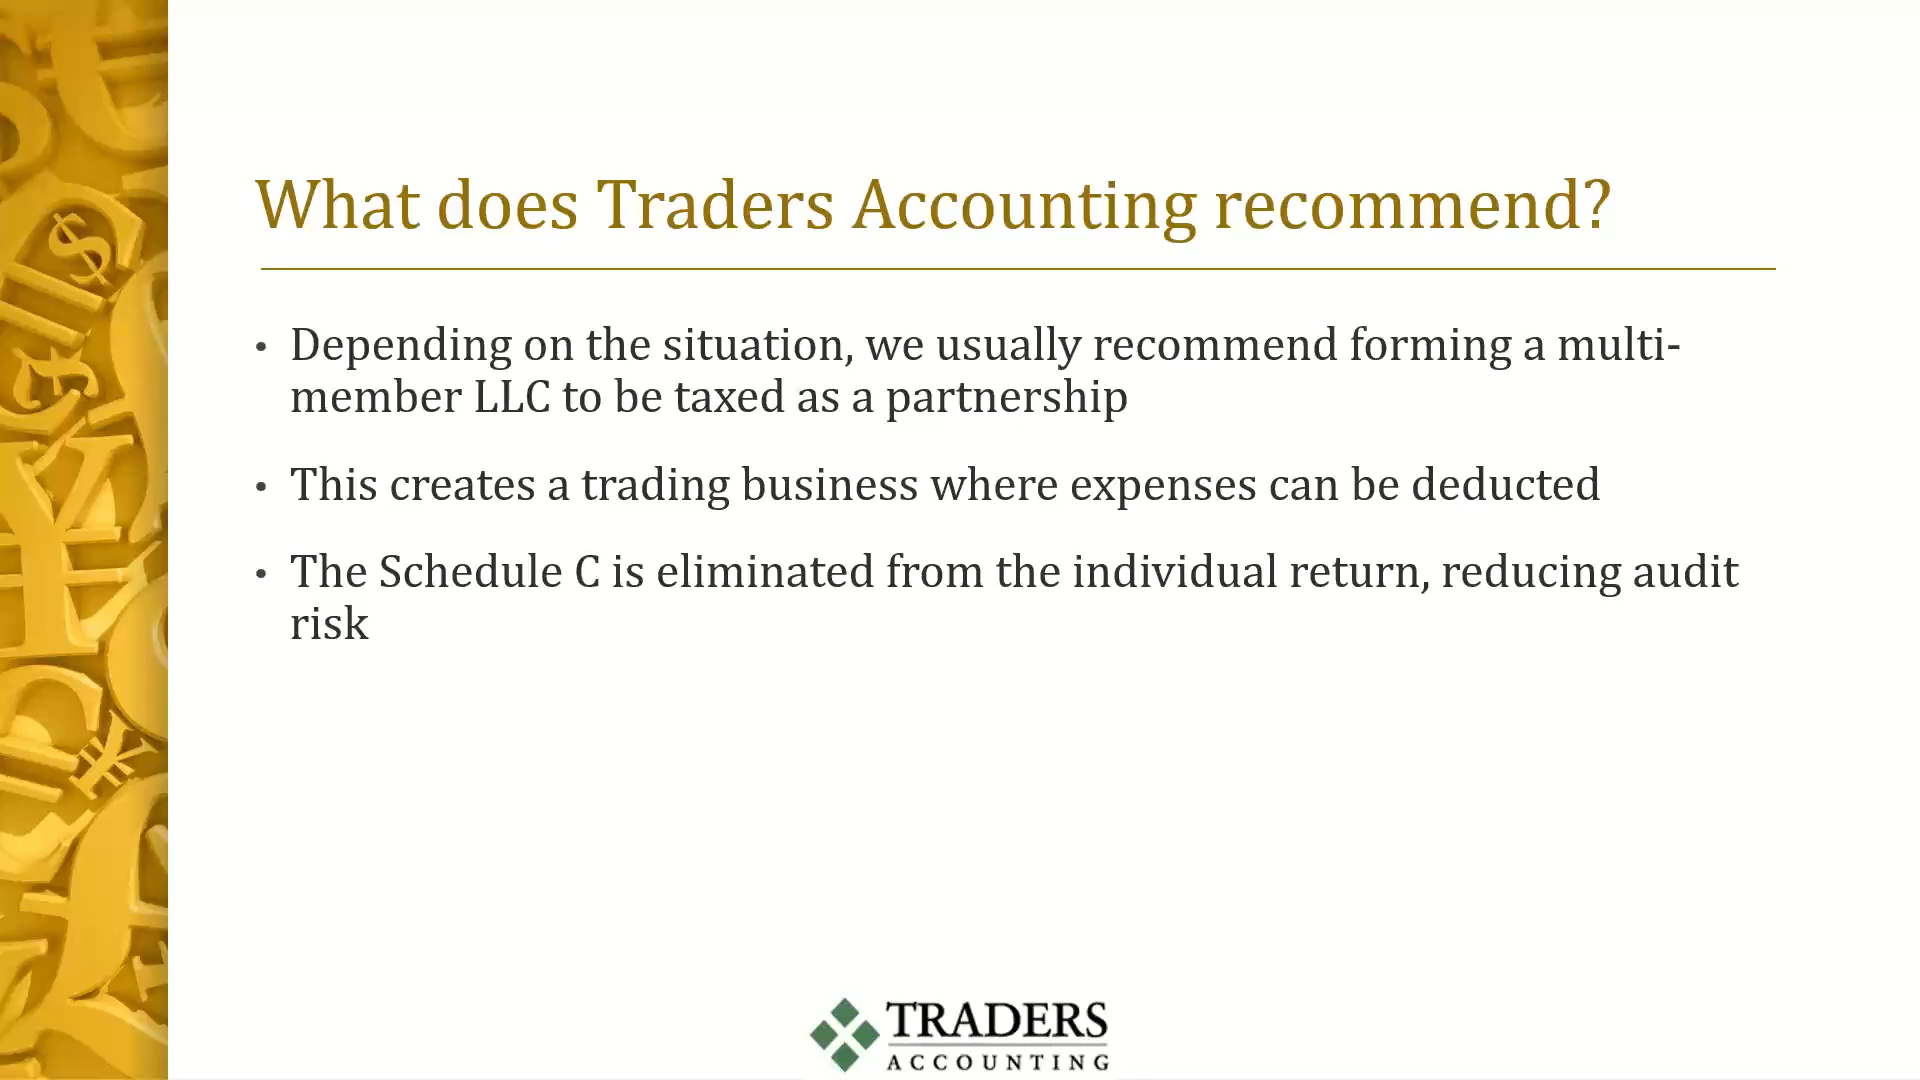 What does Traders Accounting recommend?
• Depending on the situation, we usually recommend forming a multi-
member LLC to be taxed as a partnership
• This creates a trading business where expenses can be deducted
• The Schedule C is eliminated from the individual return, reducing audit
risk
TRADERS
ACCOUNTING